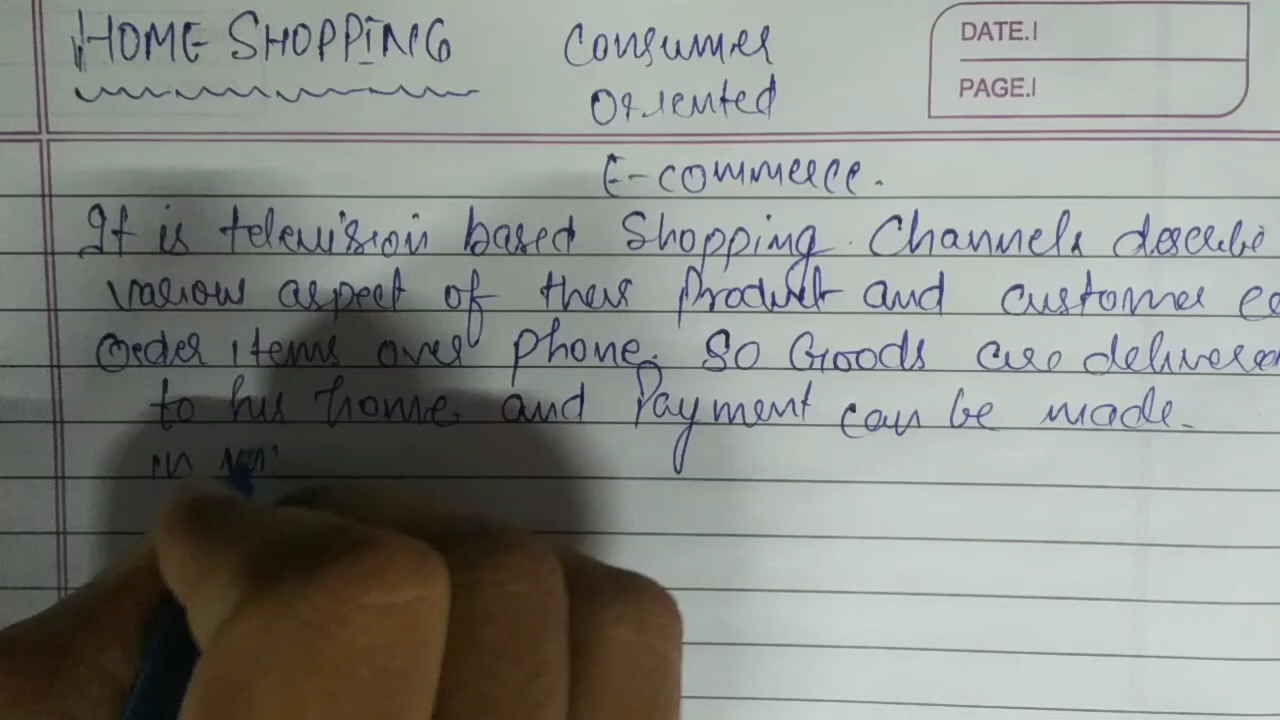 HOME SHOPPING
Consumer
Oriented
E-commerce.
DATE.I
PAGE.I
It is television based Shopping. Channels describe
various aspect of their Product and customer
Order items over phone. So Goods are delivered
to his home and Payment can be made.
in